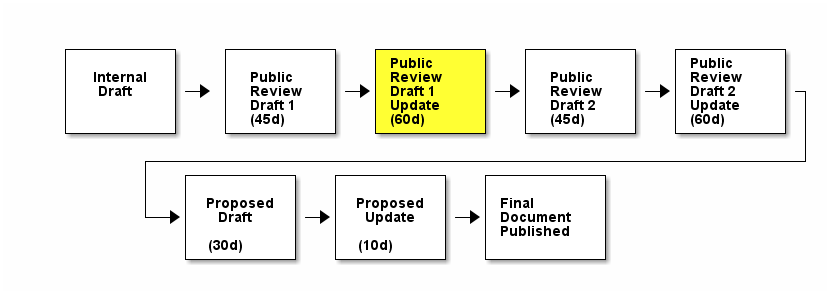 Internal
Draft
Public
Review
Draft 1
(45d)
Public
Review
Draft 1
Update
(60d)
Public
Review
Draft 2
(45d)
Public
Review
Draft 2
Update
(60d)
Proposed
Draft
(30d)
Proposed
Update
(10d)
Final
Document
Published